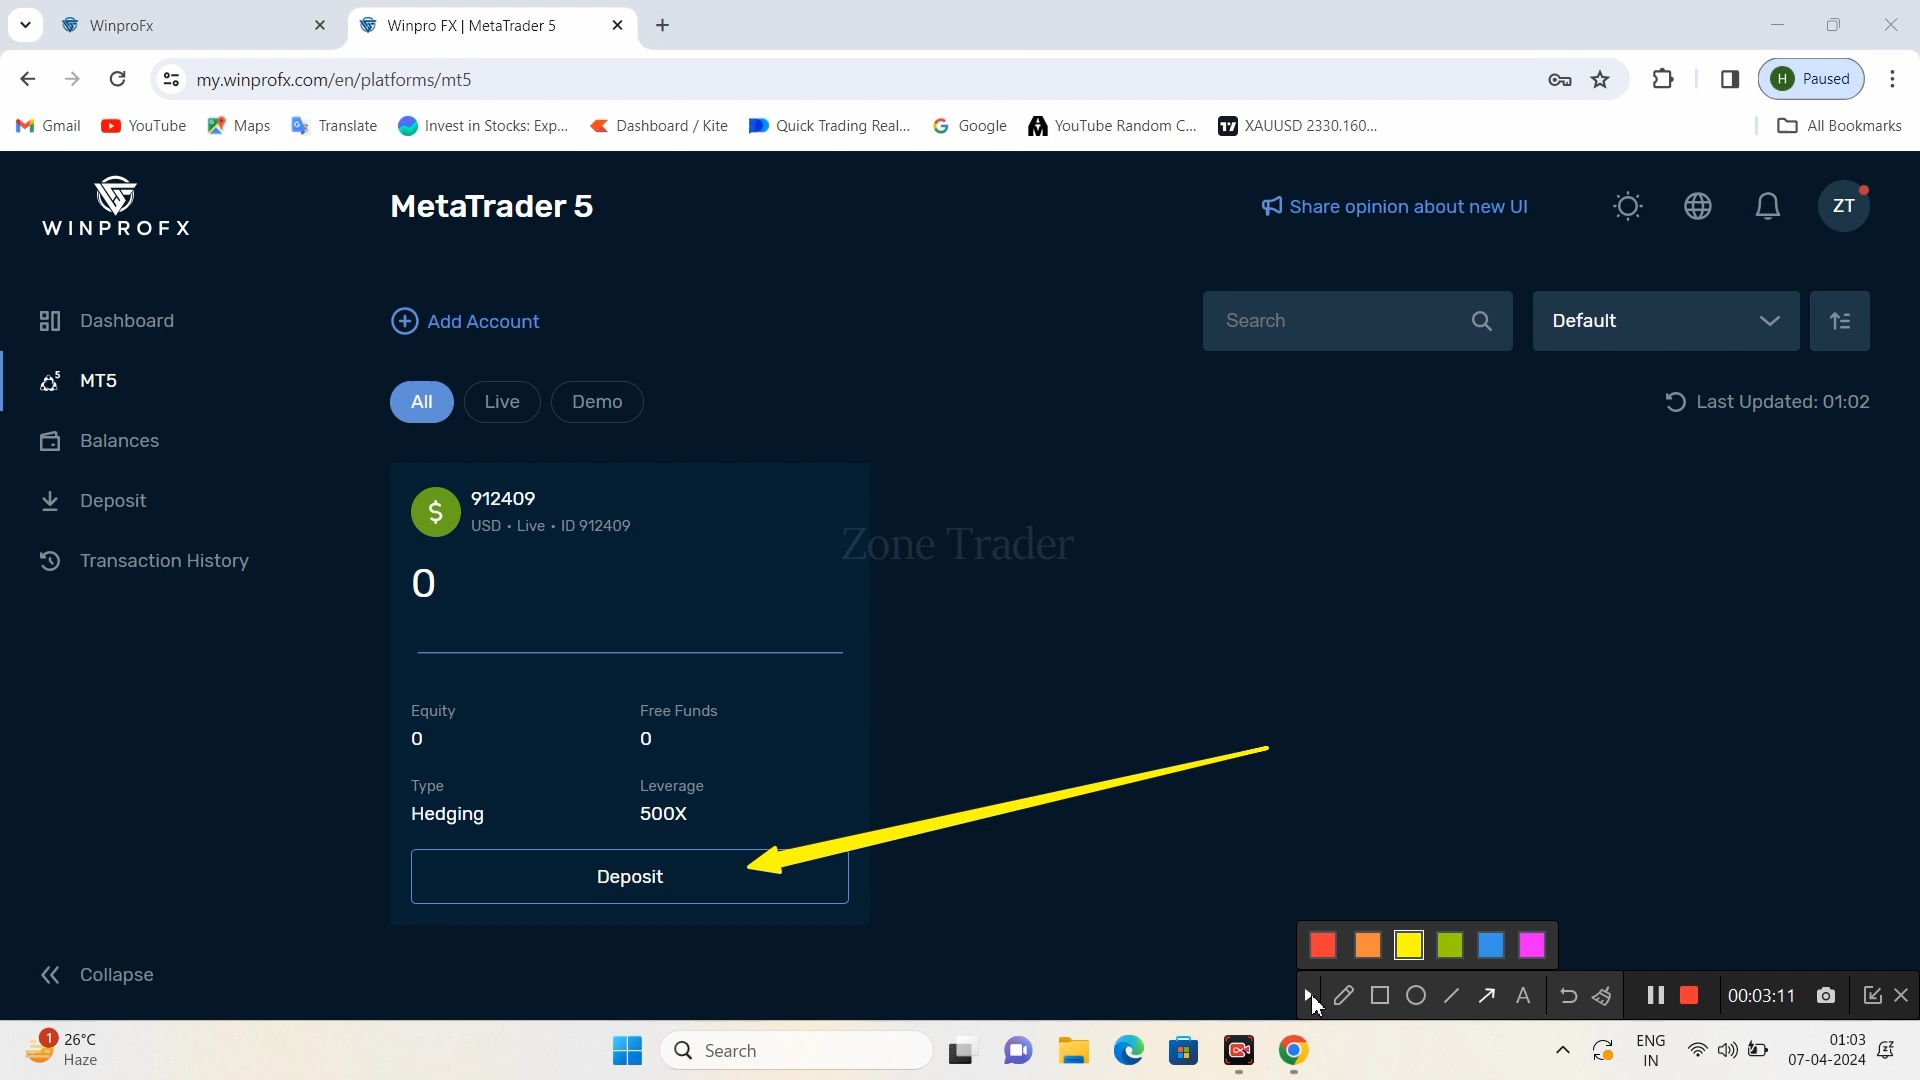 WinproFx
Winpro FX | MetaTrader 5
my.winprofx.com/en/platforms/mt5
H Paused
Gmail
YouTube
Maps
Translate
Invest in Stocks: Exp...
Dashboard / Kite
Quick Trading Real...
Google
YouTube Random C...
XAUUSD 2330.160...
All Bookmarks
WINPROFX
MetaTrader 5
Share opinion about new UI
ZT
Dashboard
Add Account
Search
Default
MT5
All
Live
Demo
Last Updated: 01:02
Balances
Deposit
Transaction History
$
912409
USD • Live • ID 912409
Zone Trader
0
Equity
Free Funds
0
0
Type
Leverage
Hedging
500X
Deposit
Collapse
A
00:03:11
1
26°C
Haze
Search
ENG
IN
01:03
07-04-2024